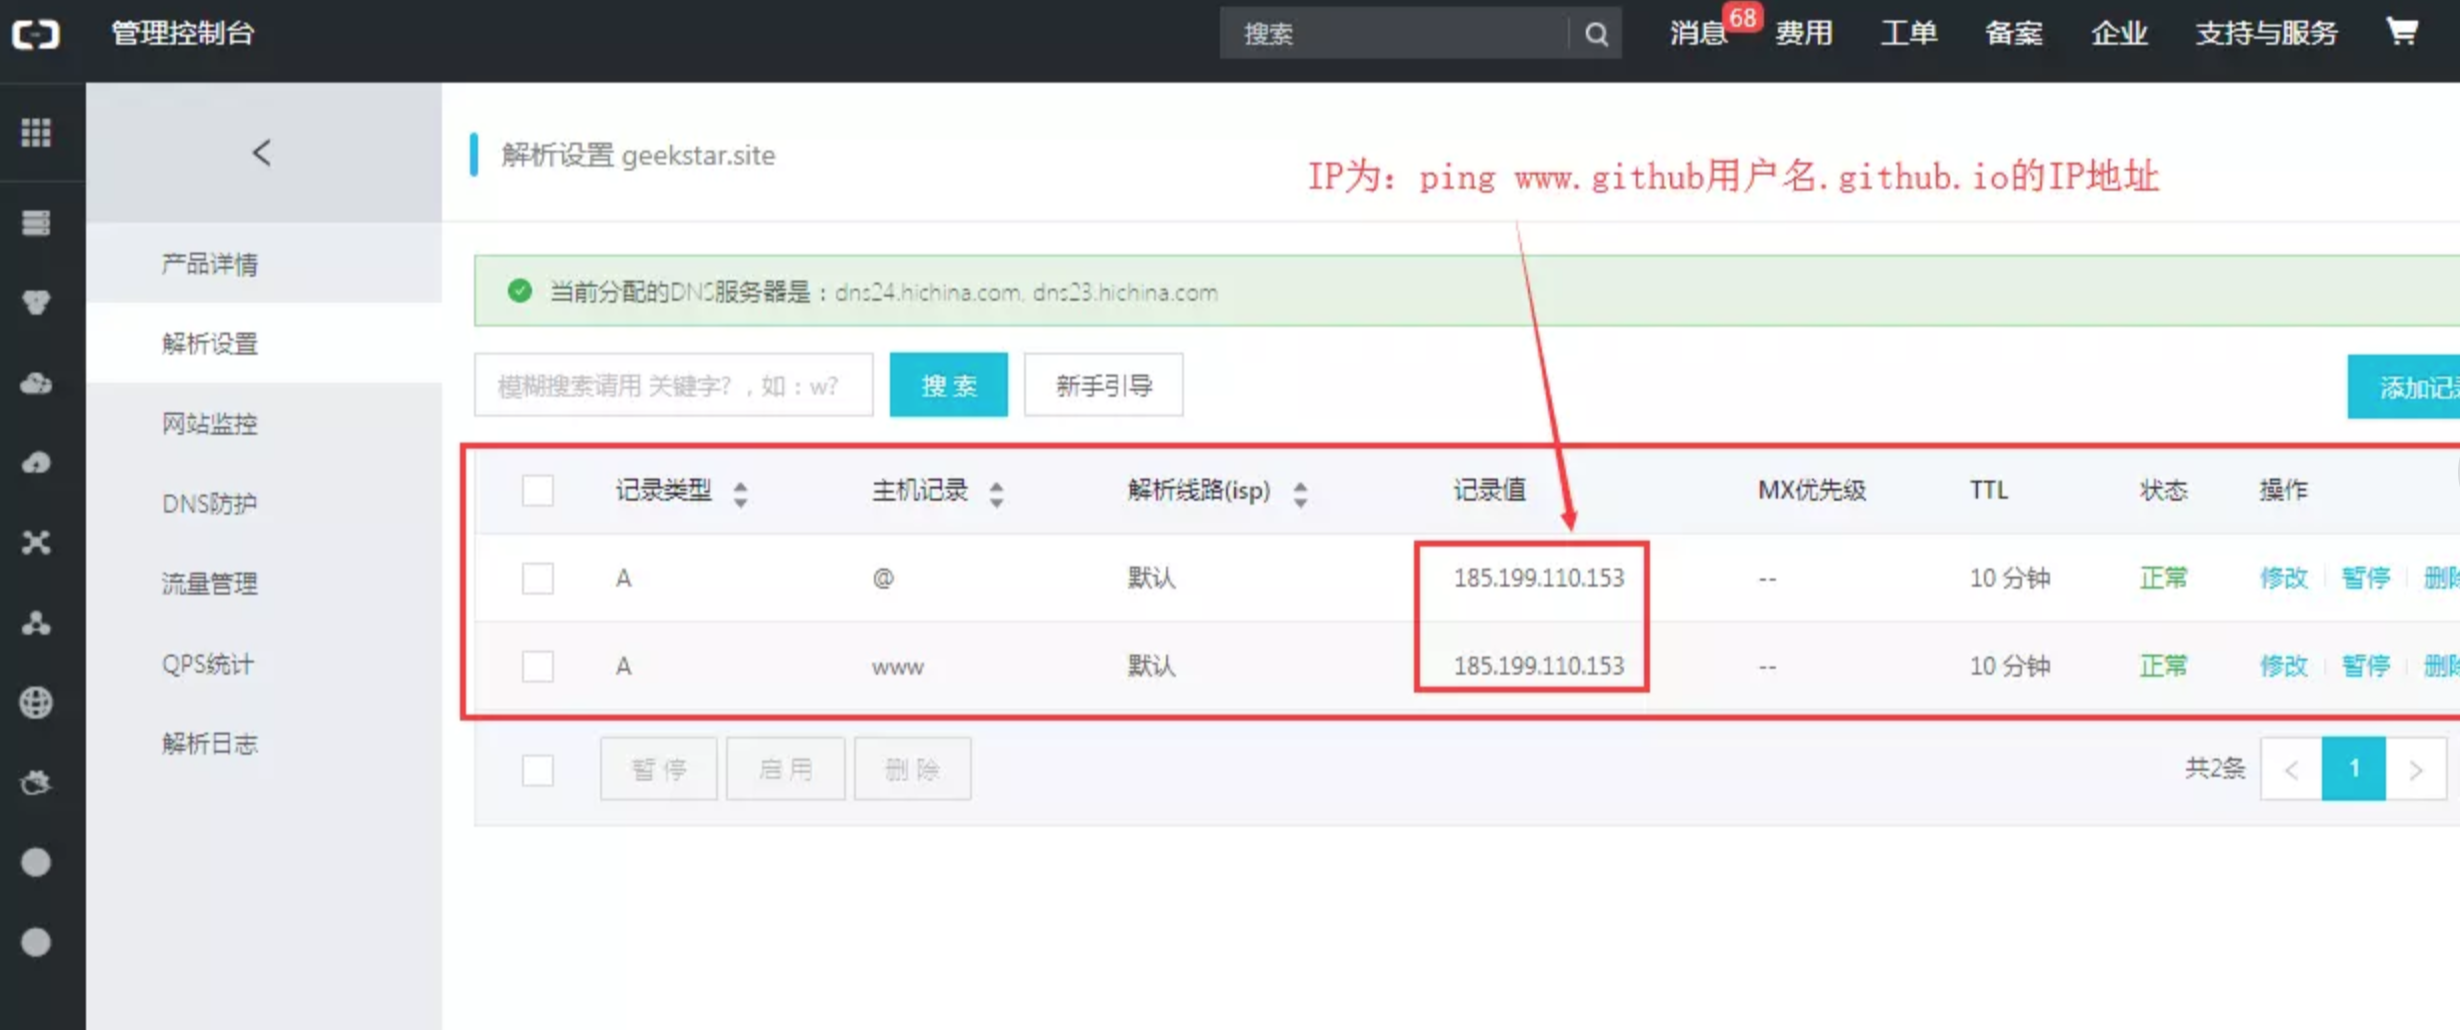 管理控制台
搜索
消息 68 费用 工单 备案 企业 支持与服务
解析设置 geekstar.site
IP为：ping www.github用户名.github.io的IP地址
产品详情
解析设置
网站监控
DNS防护
流量管理
QPS统计
解析日志
当前分配的DNS服务器是：dns24.hichina.com, dns23.hichina.com
模糊搜索请用 关键字?，如：w? 搜 索 新手引导 添加记
记录类型 主机记录 解析线路(isp) 记录值 MX优先级 TTL 状态 操作
A @ 默认 185.199.110.153 -- 10 分钟 正常 修改 暂停 删
A www 默认 185.199.110.153 -- 10 分钟 正常 修改 暂停 删
暂 停 启 用 删 除 共2条 < 1 >